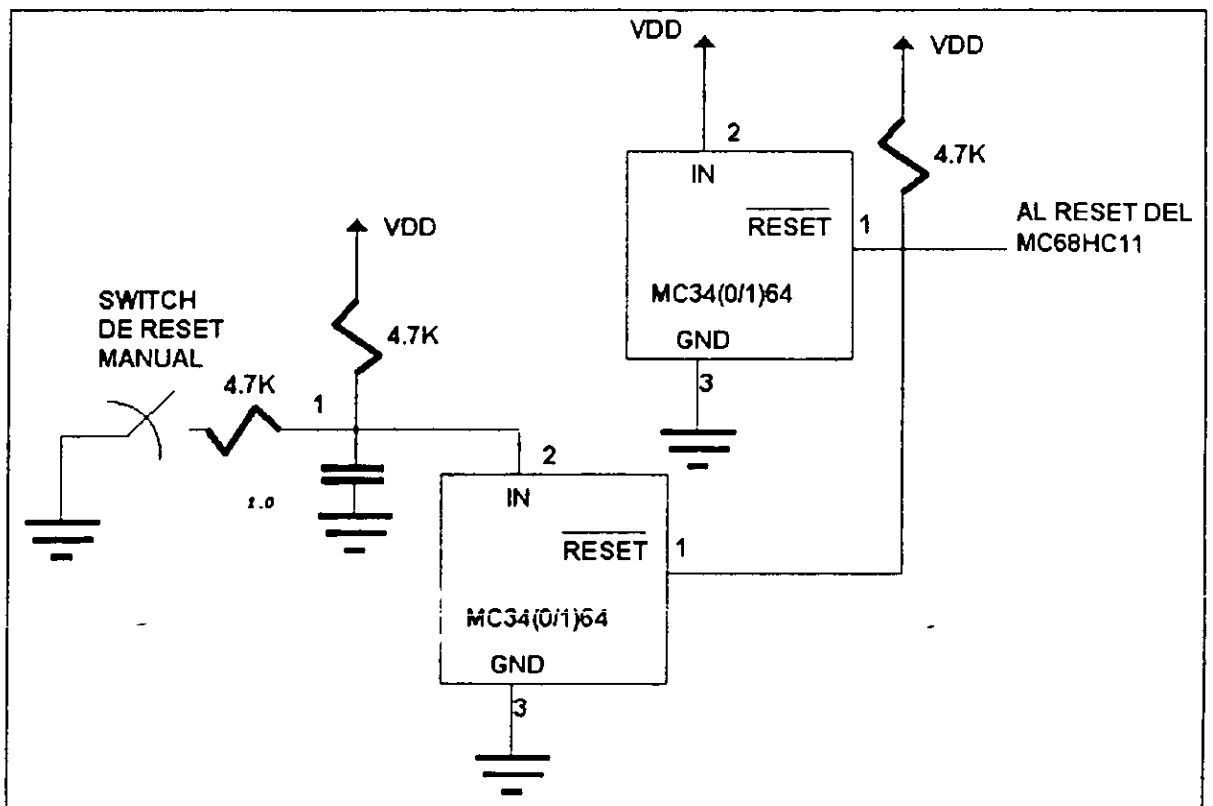 VDD
VDD
2
4.7K
IN
RESET
1
AL RESET DEL
MC68HC11
MC34(0/1)64
GND
3
VDD
SWITCH
DE RESET
MANUAL
4.7K
4.7K
1
2
1.0
IN
RESET
1
MC34(0/1)64
GND
3